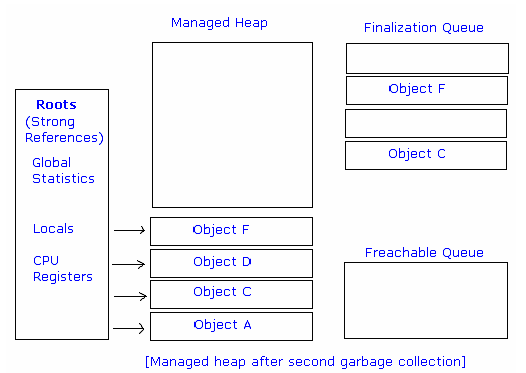 Managed Heap
Finalization Queue
Roots
(Strong
References)
Global
Statistics
Locals
CPU
Registers
Object F
Object D
Object C
Object A
Object F
Object C
Freachable Queue
[Managed heap after second garbage collection]